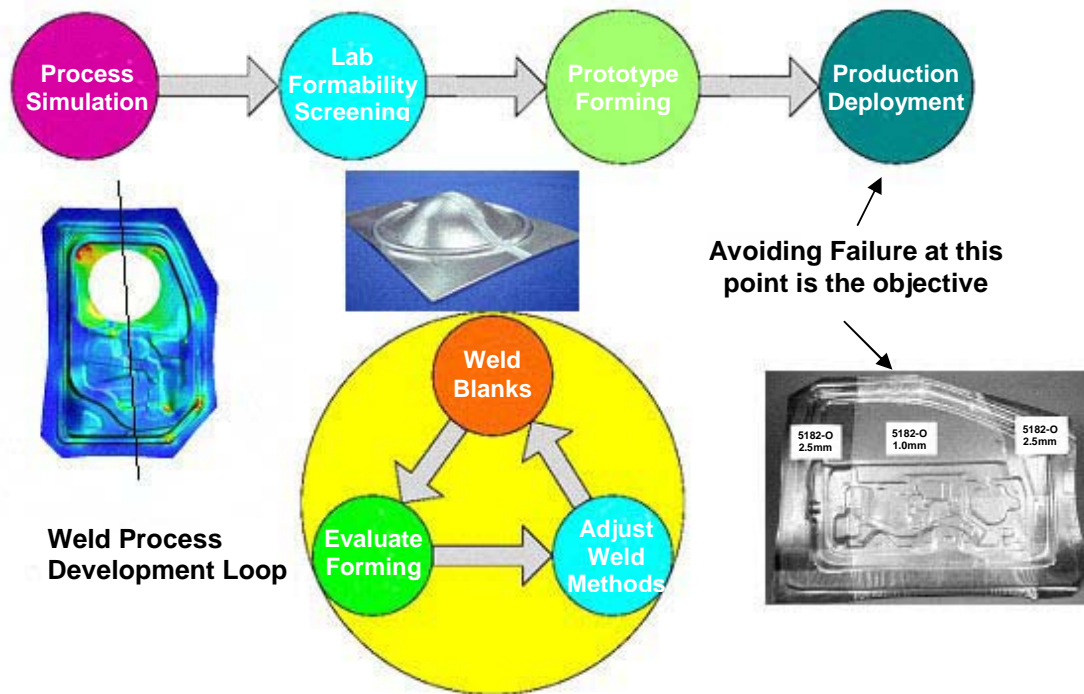 Process
Simulation
Lab
Formability
Screening
Prototype
Forming
Production
Deployment
Avoiding Failure at this
point is the objective
Weld
Blanks
5182-O
2.5mm
5182-O
1.0mm
5182-O
2.5mm
Weld Process
Development Loop
Evaluate
Forming
Adjust
Weld
Methods